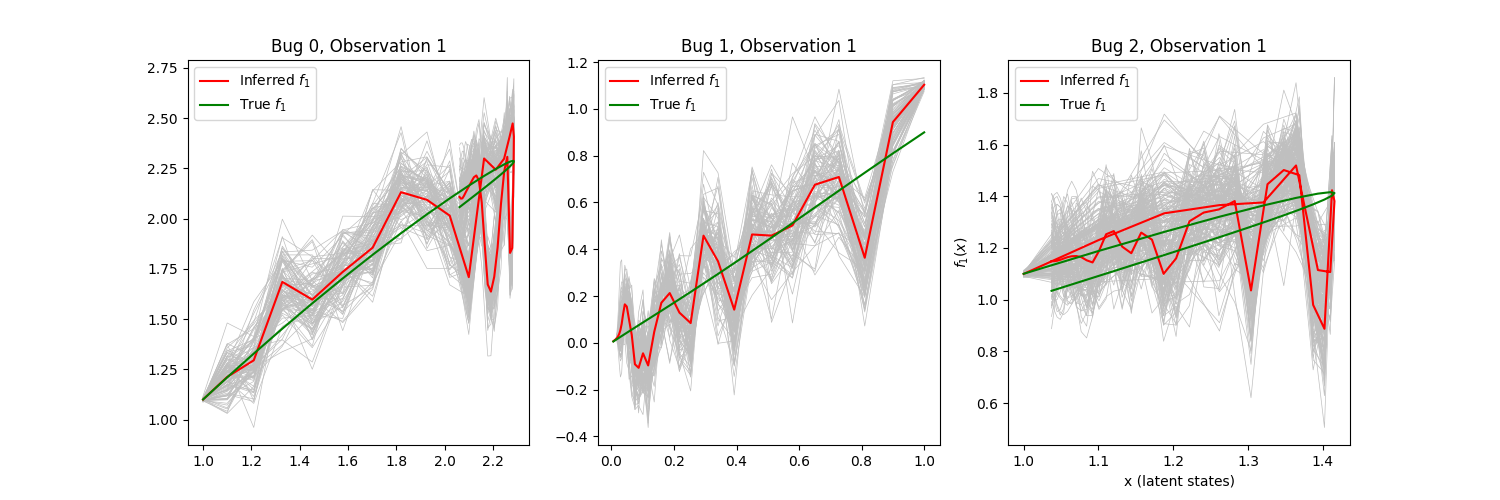 Bug 0, Observation 1
Inferred f₁
True f₁
2.75
2.50
2.25
2.00
1.75
1.50
1.25
1.00
1.0 1.2 1.4 1.6 1.8 2.0 2.2
Bug 1, Observation 1
Inferred f₁
True f₁
1.2
1.0
0.8
0.6
0.4
0.2
0.0
−0.2
−0.4
0.0 0.2 0.4 0.6 0.8 1.0
Bug 2, Observation 1
Inferred f₁
True f₁
f₁(x)
1.8
1.6
1.4
1.2
1.0
0.8
0.6
1.0 1.1 1.2 1.3 1.4
x (latent states)